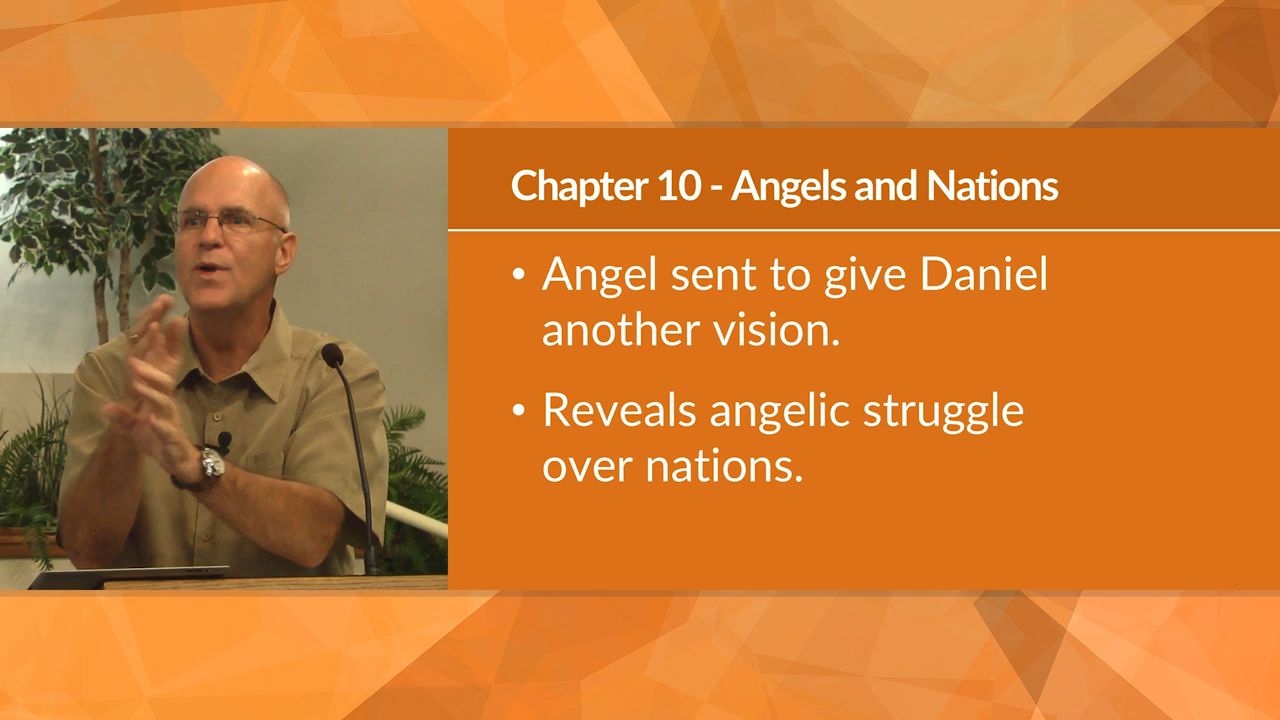 Chapter 10 - Angels and Nations
• Angel sent to give Daniel
another vision.
• Reveals angelic struggle
over nations.